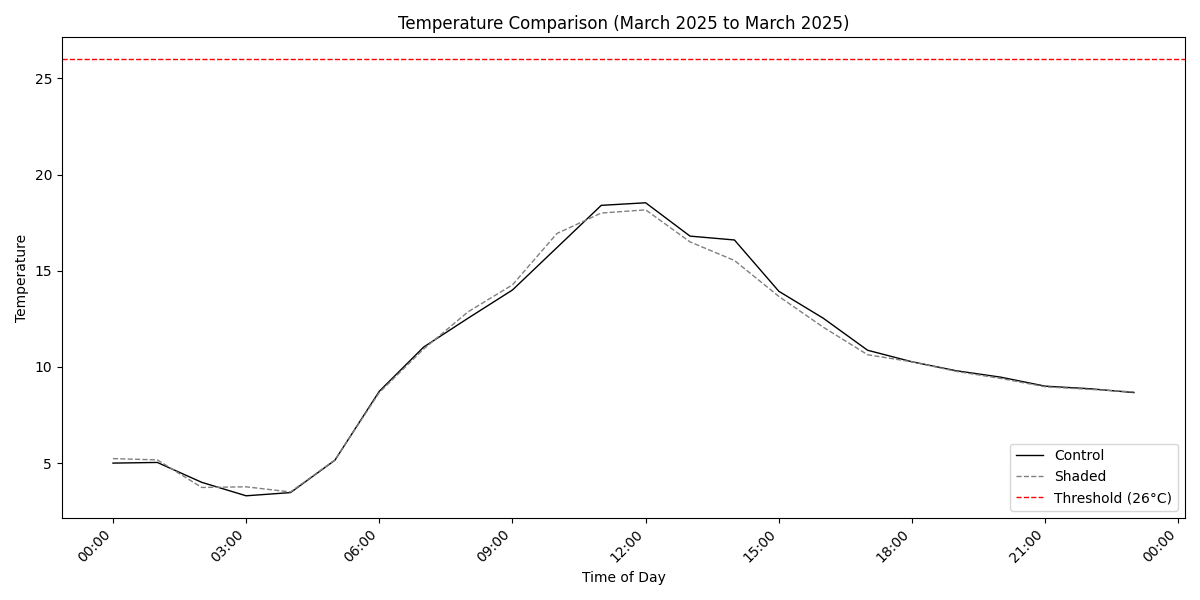 Temperature Comparison (March 2025 to March 2025)
25
20
15
10
5
Temperature
Control
Shaded
Threshold (26°C)
00:00
03:00
06:00
09:00
12:00
15:00
18:00
21:00
00:00
Time of Day